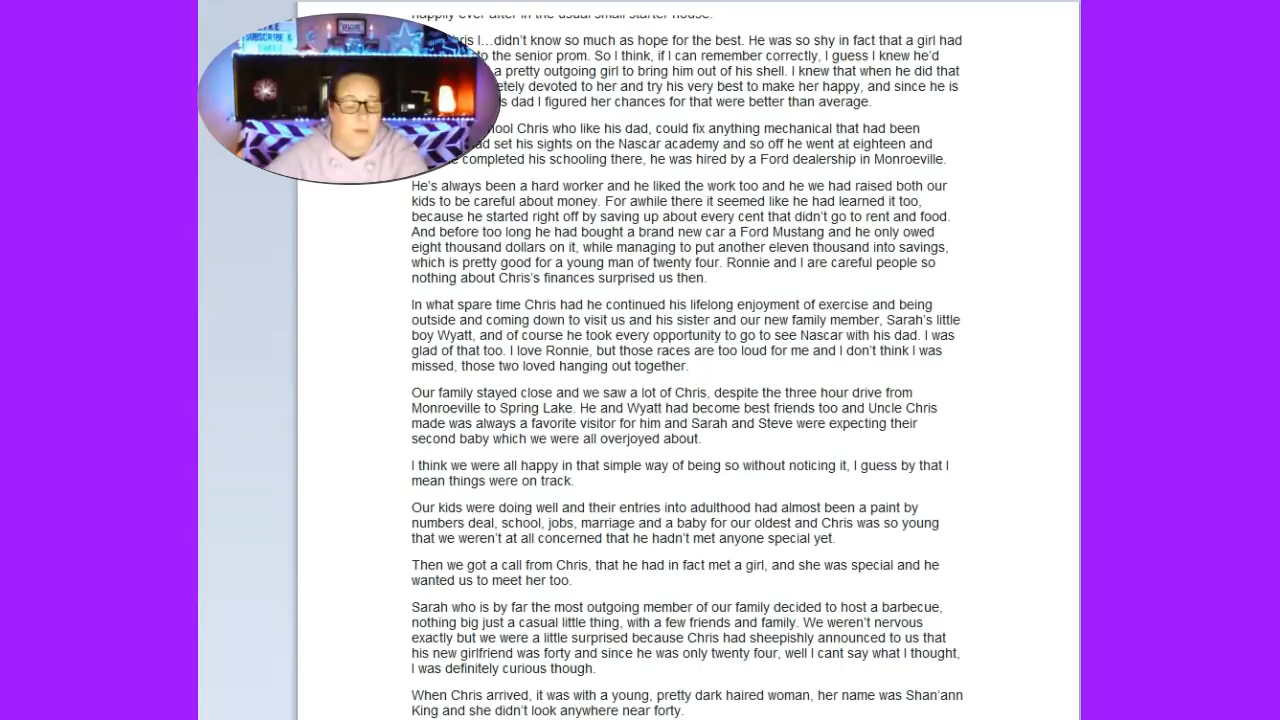 SUBSCRIBE &
happily ever after in the usual small starter house.
ris I…didn't know so much as hope for the best. He was so shy in fact that a girl had
to the senior prom. So I think, if I can remember correctly, I guess I knew he'd
a pretty outgoing girl to bring him out of his shell. I knew that when he did that
etely devoted to her and try his very best to make her happy, and since he is
s dad I figured her chances for that were better than average.
ool Chris who like his dad, could fix anything mechanical that had been
ad set his sights on the Nascar academy and so off he went at eighteen and
e completed his schooling there, he was hired by a Ford dealership in Monroeville.
He's always been a hard worker and he liked the work too and he we had raised both our
kids to be careful about money. For awhile there it seemed like he had learned it too,
because he started right off by saving up about every cent that didn't go to rent and food.
And before too long he had bought a brand new car a Ford Mustang and he only owed
eight thousand dollars on it, while managing to put another eleven thousand into savings,
which is pretty good for a young man of twenty four. Ronnie and I are careful people so
nothing about Chris's finances surprised us then.
In what spare time Chris had he continued his lifelong enjoyment of exercise and being
outside and coming down to visit us and his sister and our new family member, Sarah's little
boy Wyatt, and of course he took every opportunity to go to see Nascar with his dad. I was
glad of that too. I love Ronnie, but those races are too loud for me and I don't think I was
missed, those two loved hanging out together.
Our family stayed close and we saw a lot of Chris, despite the three hour drive from
Monroeville to Spring Lake. He and Wyatt had become best friends too and Uncle Chris
made was always a favorite visitor for him and Sarah and Steve were expecting their
second baby which we were all overjoyed about.
I think we were all happy in that simple way of being so without noticing it, I guess by that I
mean things were on track.
Our kids were doing well and their entries into adulthood had almost been a paint by
numbers deal, school, jobs, marriage and a baby for our oldest and Chris was so young
that we weren't at all concerned that he hadn't met anyone special yet.
Then we got a call from Chris, that he had in fact met a girl, and she was special and he
wanted us to meet her too.
Sarah who is by far the most outgoing member of our family decided to host a barbecue,
nothing big just a casual little thing, with a few friends and family. We weren't nervous
exactly but we were a little surprised because Chris had sheepishly announced to us that
his new girlfriend was forty and since he was only twenty four, well I cant say what I thought,
I was definitely curious though.
When Chris arrived, it was with a young, pretty dark haired woman, her name was Shan'ann
King and she didn't look anywhere near forty.